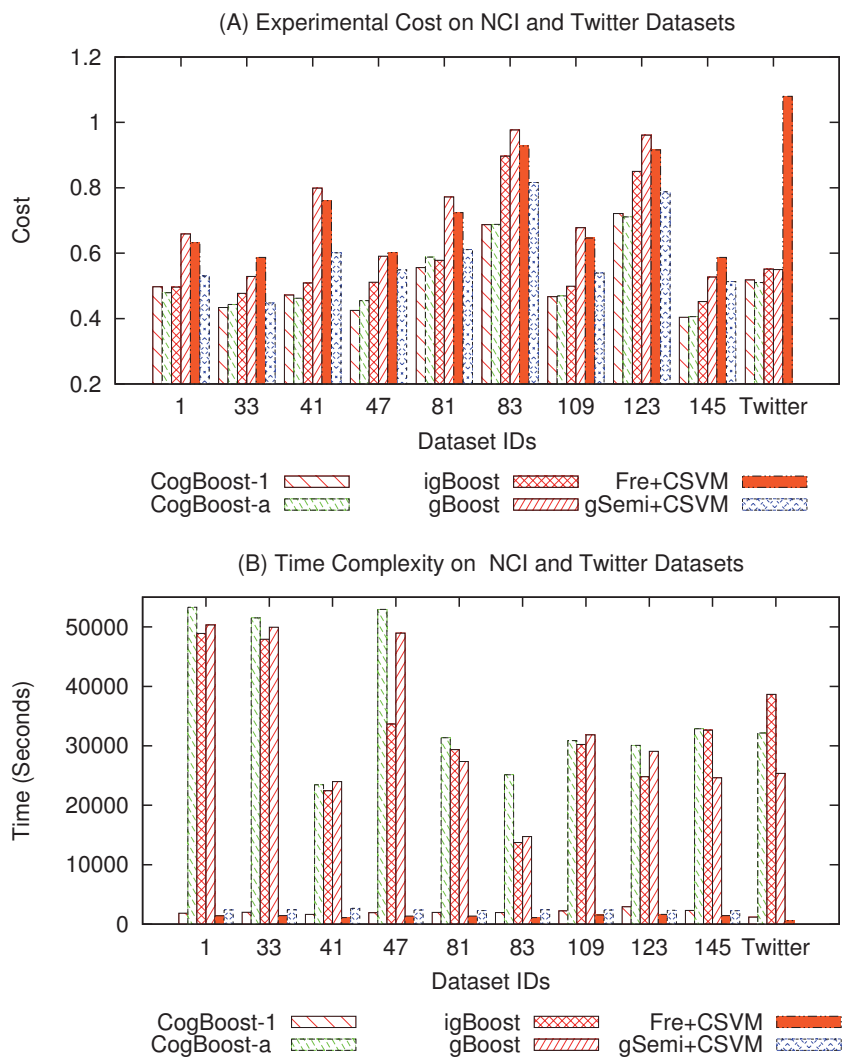 (A) Experimental Cost on NCI and Twitter Datasets
1.2
1
0.8
0.6
0.4
0.2
Cost
1 33 41 47 81 83 109 123 145 Twitter
Dataset IDs
CogBoost-1 igBoost Fre+CSVM
CogBoost-a gBoost gSemi+CSVM
(B) Time Complexity on NCI and Twitter Datasets
50000
40000
30000
20000
10000
0
Time (Seconds)
1 33 41 47 81 83 109 123 145 Twitter
Dataset IDs
CogBoost-1 igBoost Fre+CSVM
CogBoost-a gBoost gSemi+CSVM